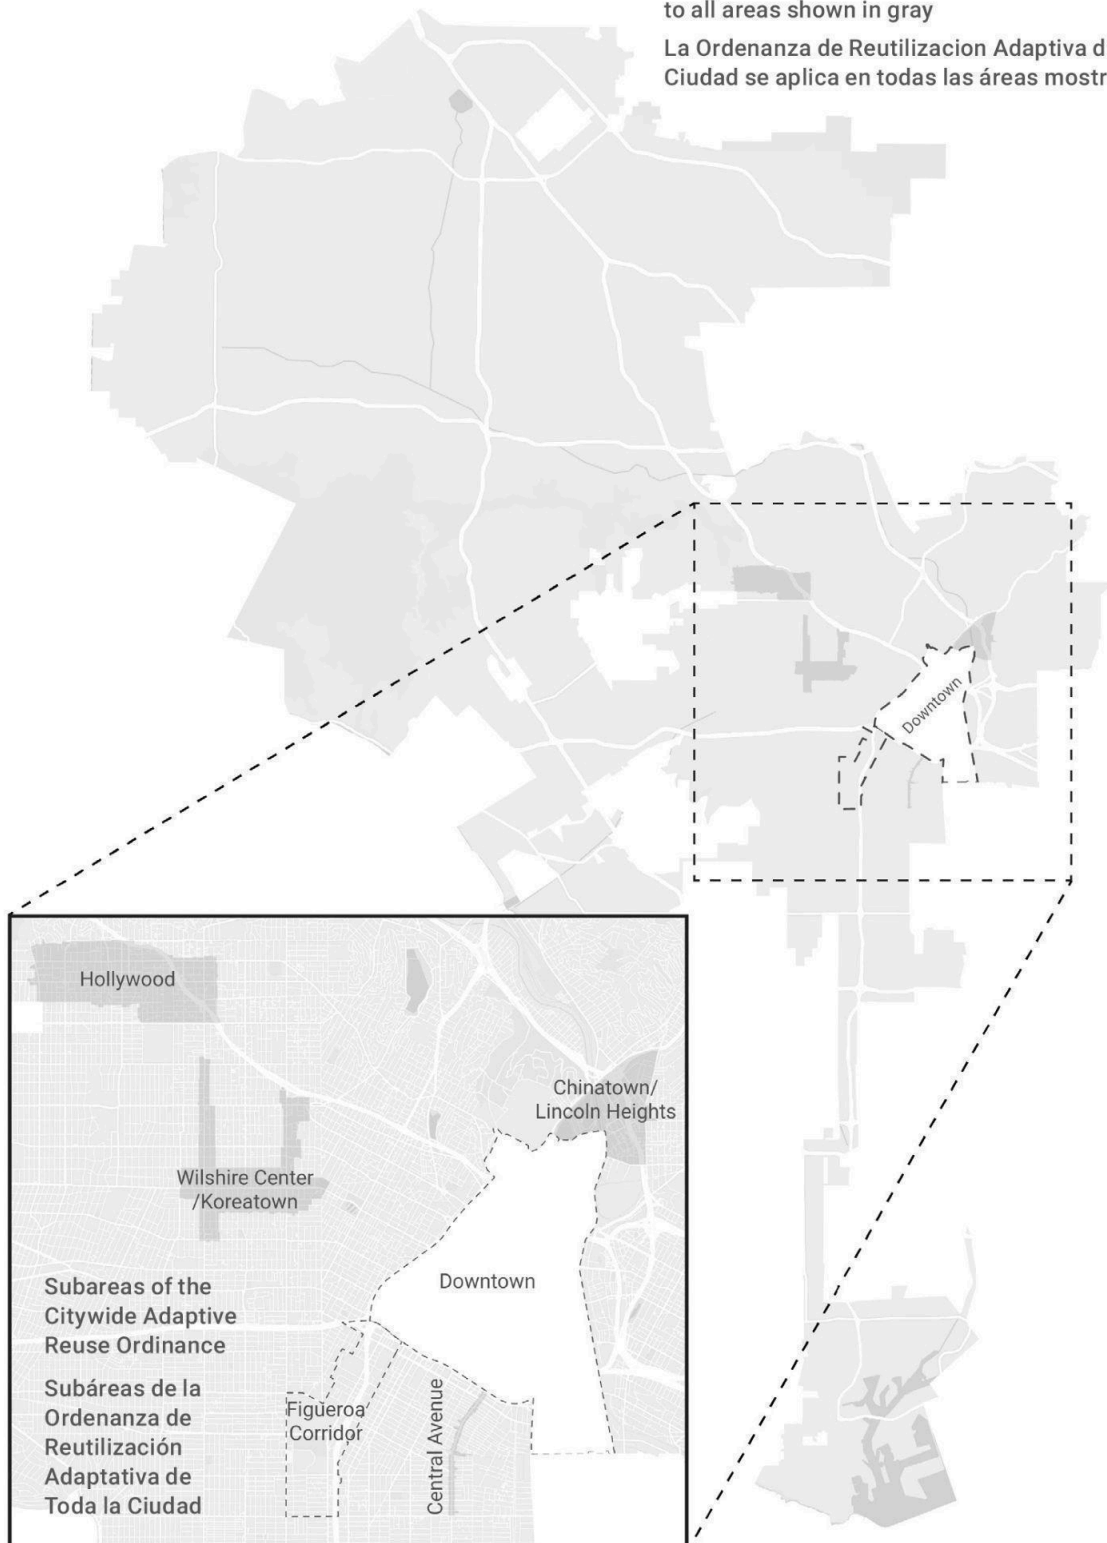 to all areas shown in gray
La Ordenanza de Reutilizacion Adaptiva d
Ciudad se aplica en todas las áreas mostr
Downtown
Hollywood
Chinatown/
Lincoln Heights
Wilshire Center
/Koreatown
Downtown
Subareas of the
Citywide Adaptive
Reuse Ordinance
Subáreas de la
Ordenanza de
Reutilización
Adaptativa de
Toda la Ciudad
Figueroa
Corridor
Central Avenue